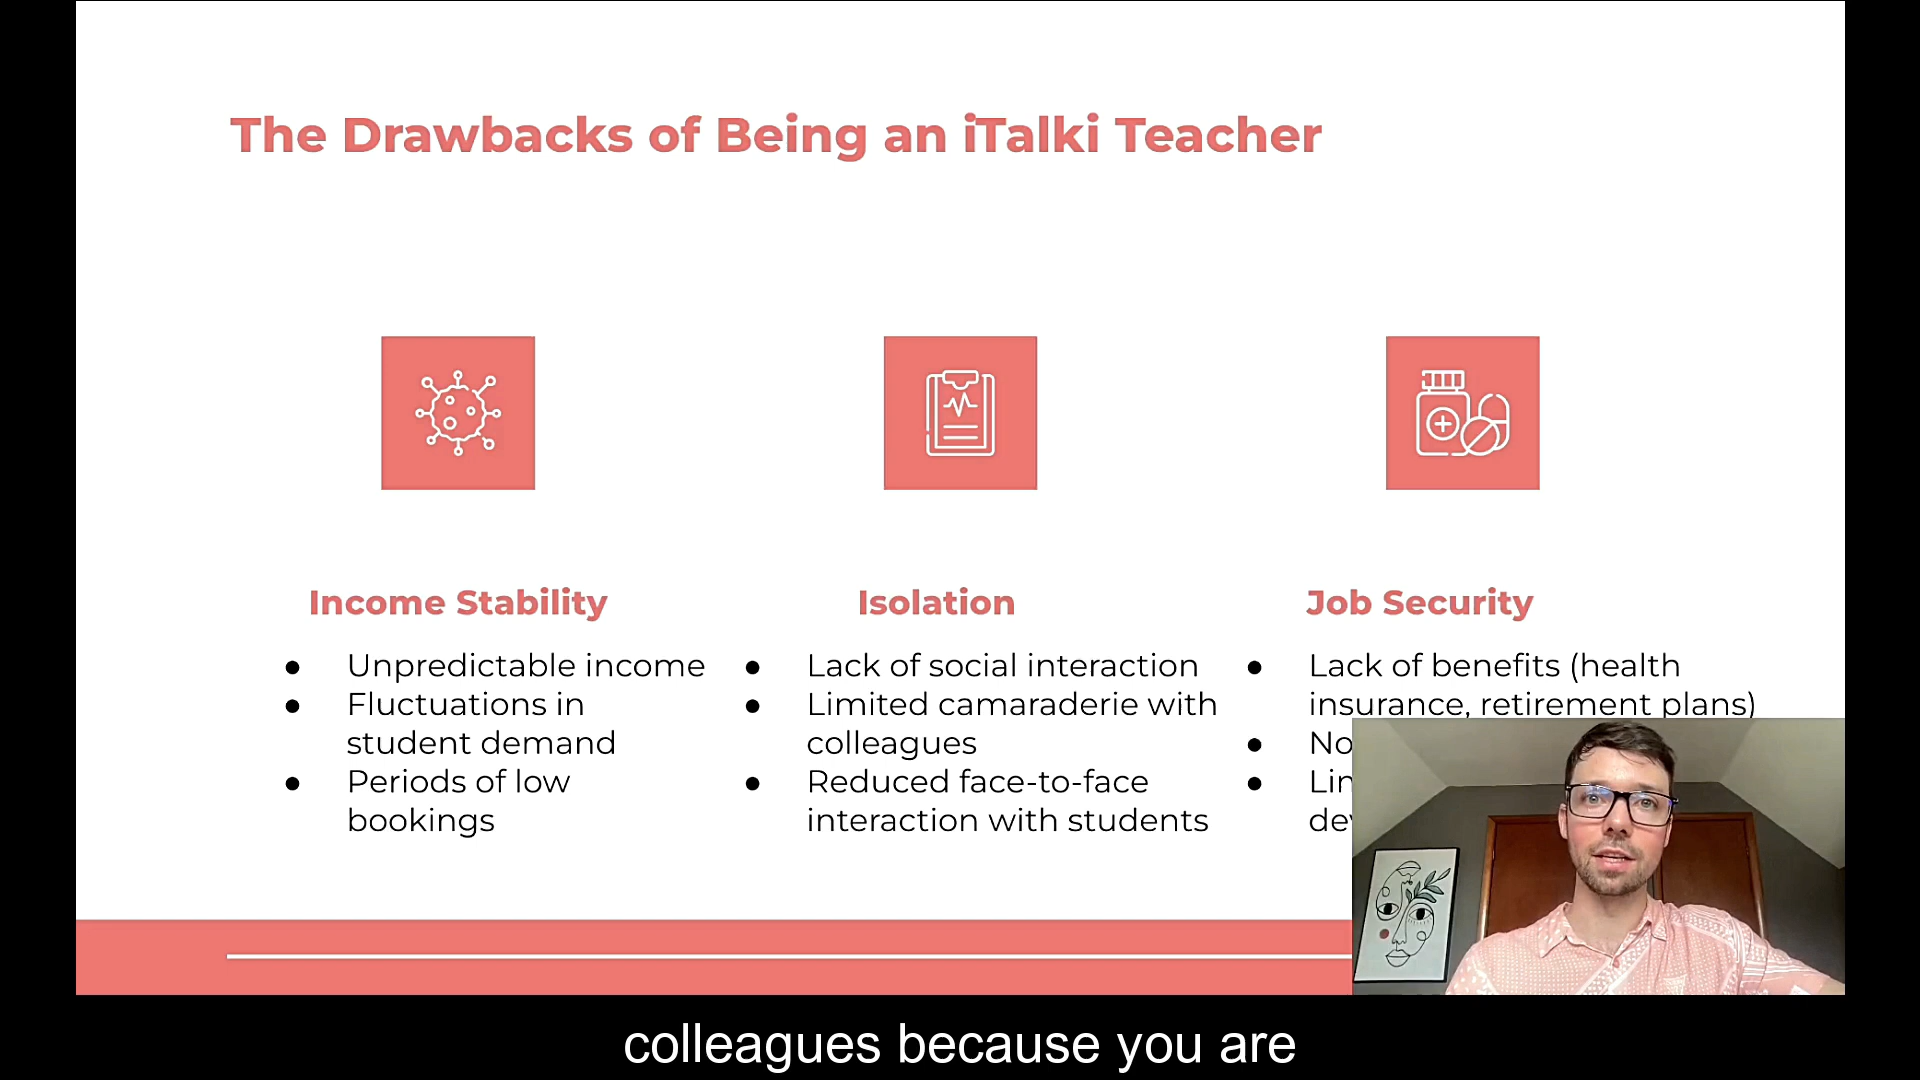 The Drawbacks of Being an iTalki Teacher
Income Stability
● Unpredictable income
● Fluctuations in
student demand
● Periods of low
bookings
Isolation
● Lack of social interaction
● Limited camaraderie with
colleagues
● Reduced face-to-face
interaction with students
Job Security
● Lack of benefits (health
insurance, retirement plans)
colleagues because you are